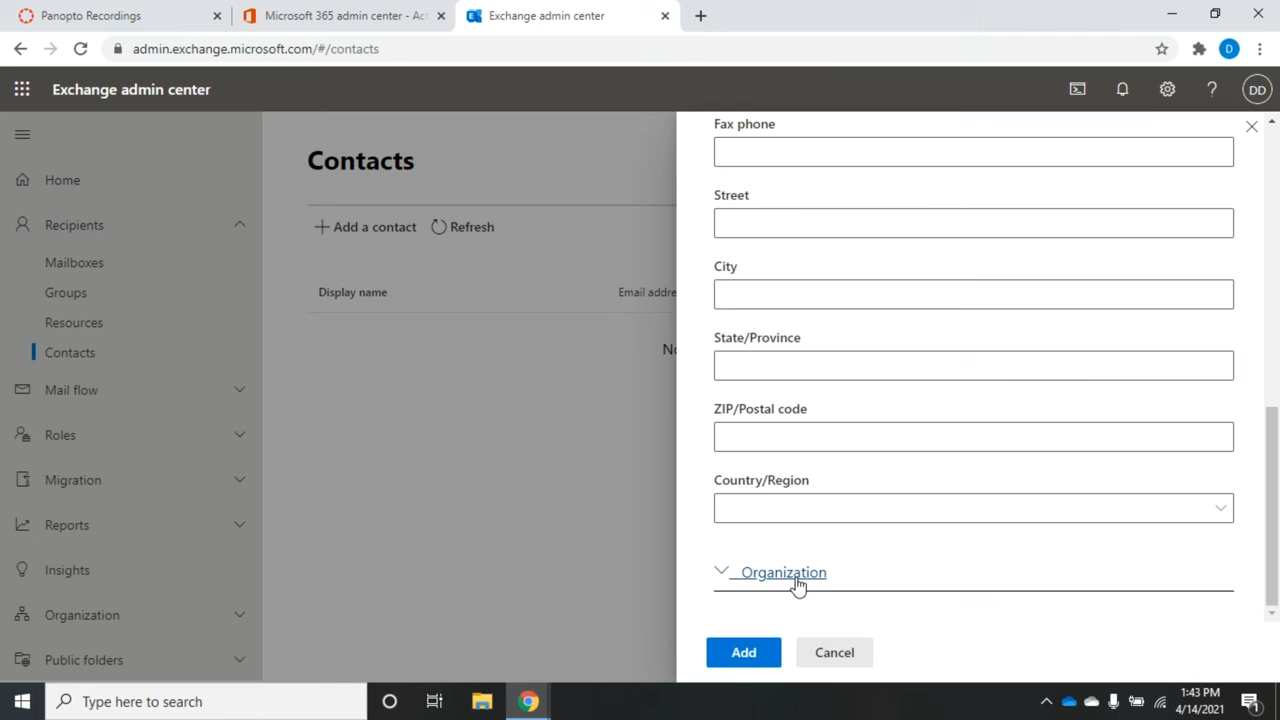 Panopto Recordings
Microsoft 365 admin center - Act
Exchange admin center
admin.exchange.microsoft.com/#/contacts
D
Exchange admin center
DD
Home
Recipients
Mailboxes
Groups
Resources
Contacts
Mail flow
Roles
Migration
Reports
Insights
Organization
Public folders
Contacts
Add a contact
Refresh
Display name
Email addre
No
Fax phone
Street
City
State/Province
ZIP/Postal code
Country/Region
Organization
Add
Cancel
Type here to search
1:43 PM
4/14/2021
1